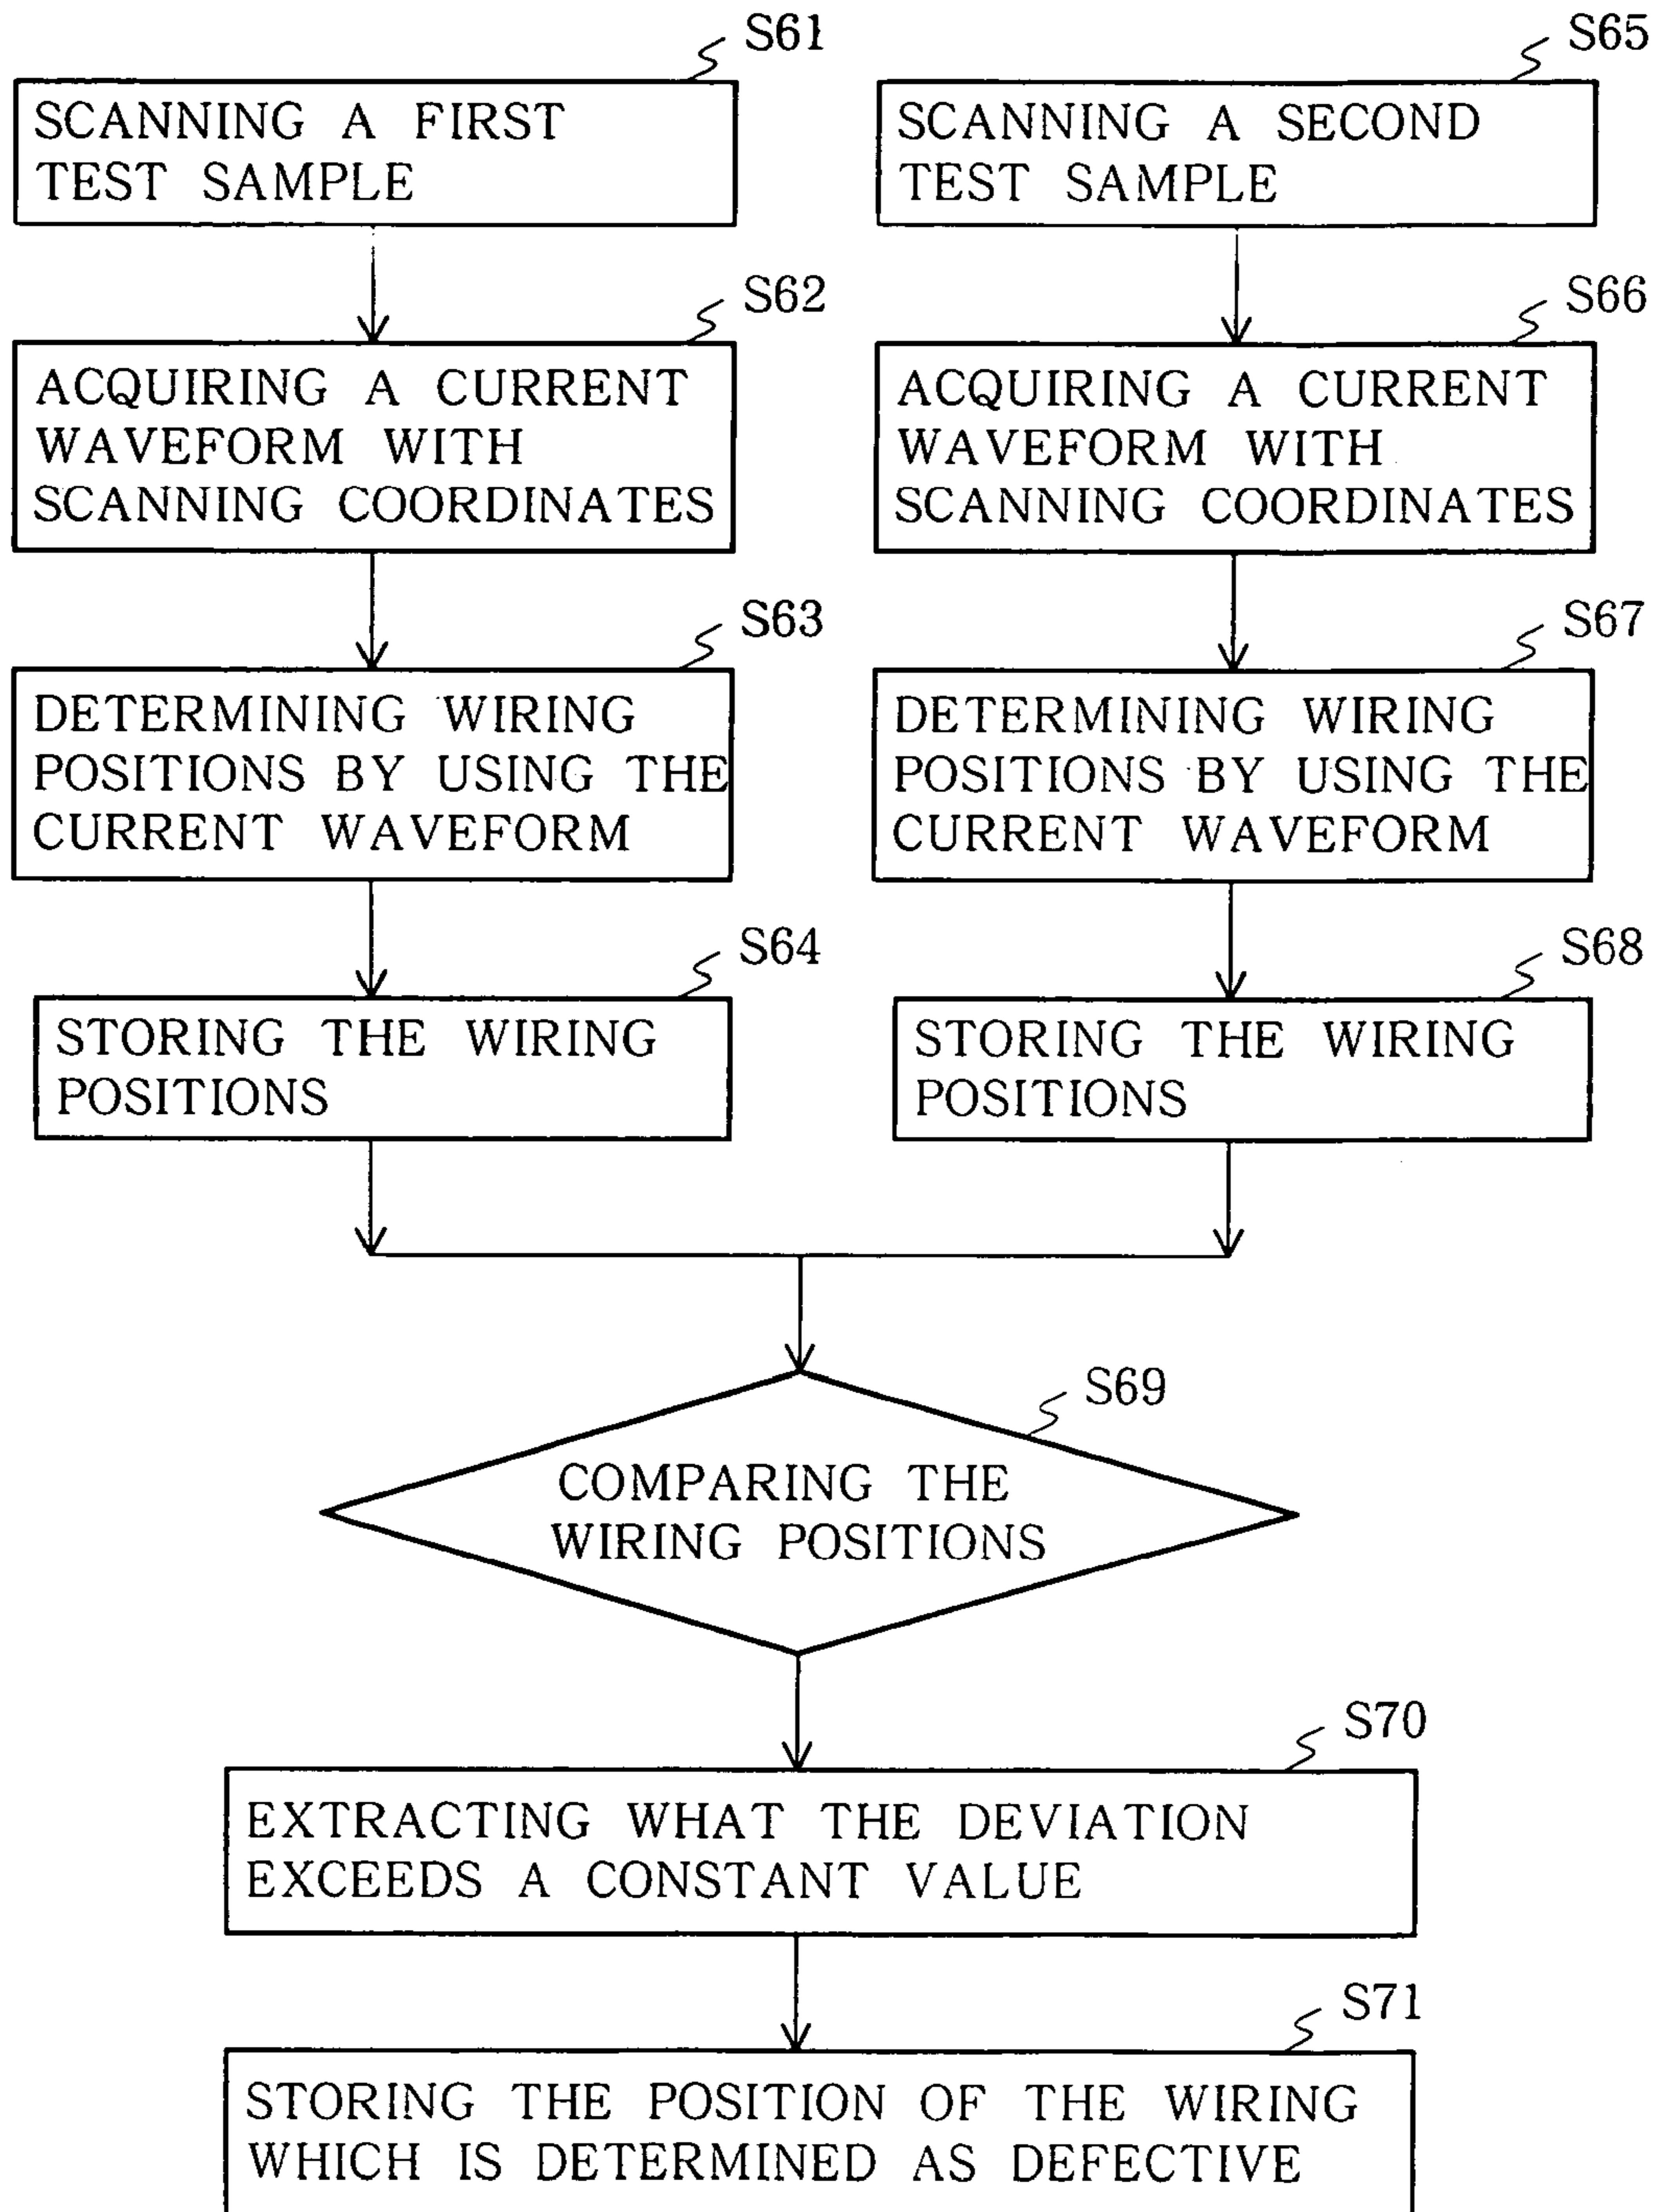 S61
SCANNING A FIRST
TEST SAMPLE
S62
ACQUIRING A CURRENT
WAVEFORM WITH
SCANNING COORDINATES
S63
DETERMINING WIRING
POSITIONS BY USING THE
CURRENT WAVEFORM
S64
STORING THE WIRING
POSITIONS
S65
SCANNING A SECOND
TEST SAMPLE
S66
ACQUIRING A CURRENT
WAVEFORM WITH
SCANNING COORDINATES
S67
DETERMINING WIRING
POSITIONS BY USING THE
CURRENT WAVEFORM
S68
STORING THE WIRING
POSITIONS
S69
COMPARING THE
WIRING POSITIONS
S70
EXTRACTING WHAT THE DEVIATION
EXCEEDS A CONSTANT VALUE
S71
STORING THE POSITION OF THE WIRING
WHICH IS DETERMINED AS DEFECTIVE